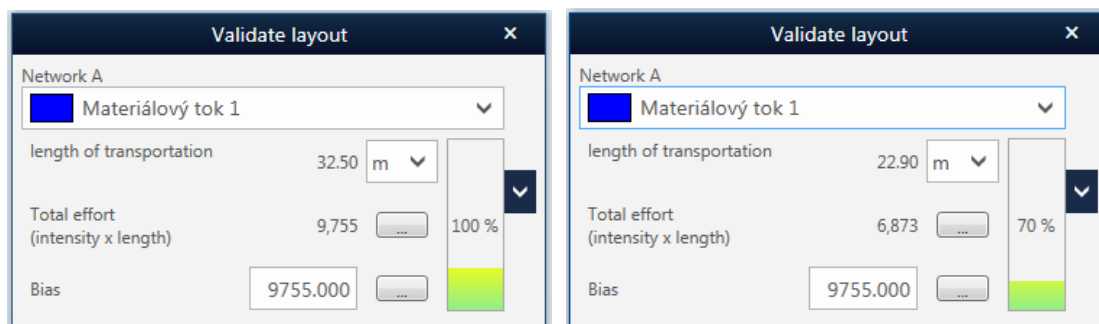 Validate layout
×
Network A
Materiálový tok 1
length of transportation
32.50 m
Total effort
(intensity x length)
9,755 ... 100 %
Bias 9755.000 ...
Validate layout
×
Network A
Materiálový tok 1
length of transportation
22.90 m
Total effort
(intensity x length)
6,873 ... 70 %
Bias 9755.000 ...